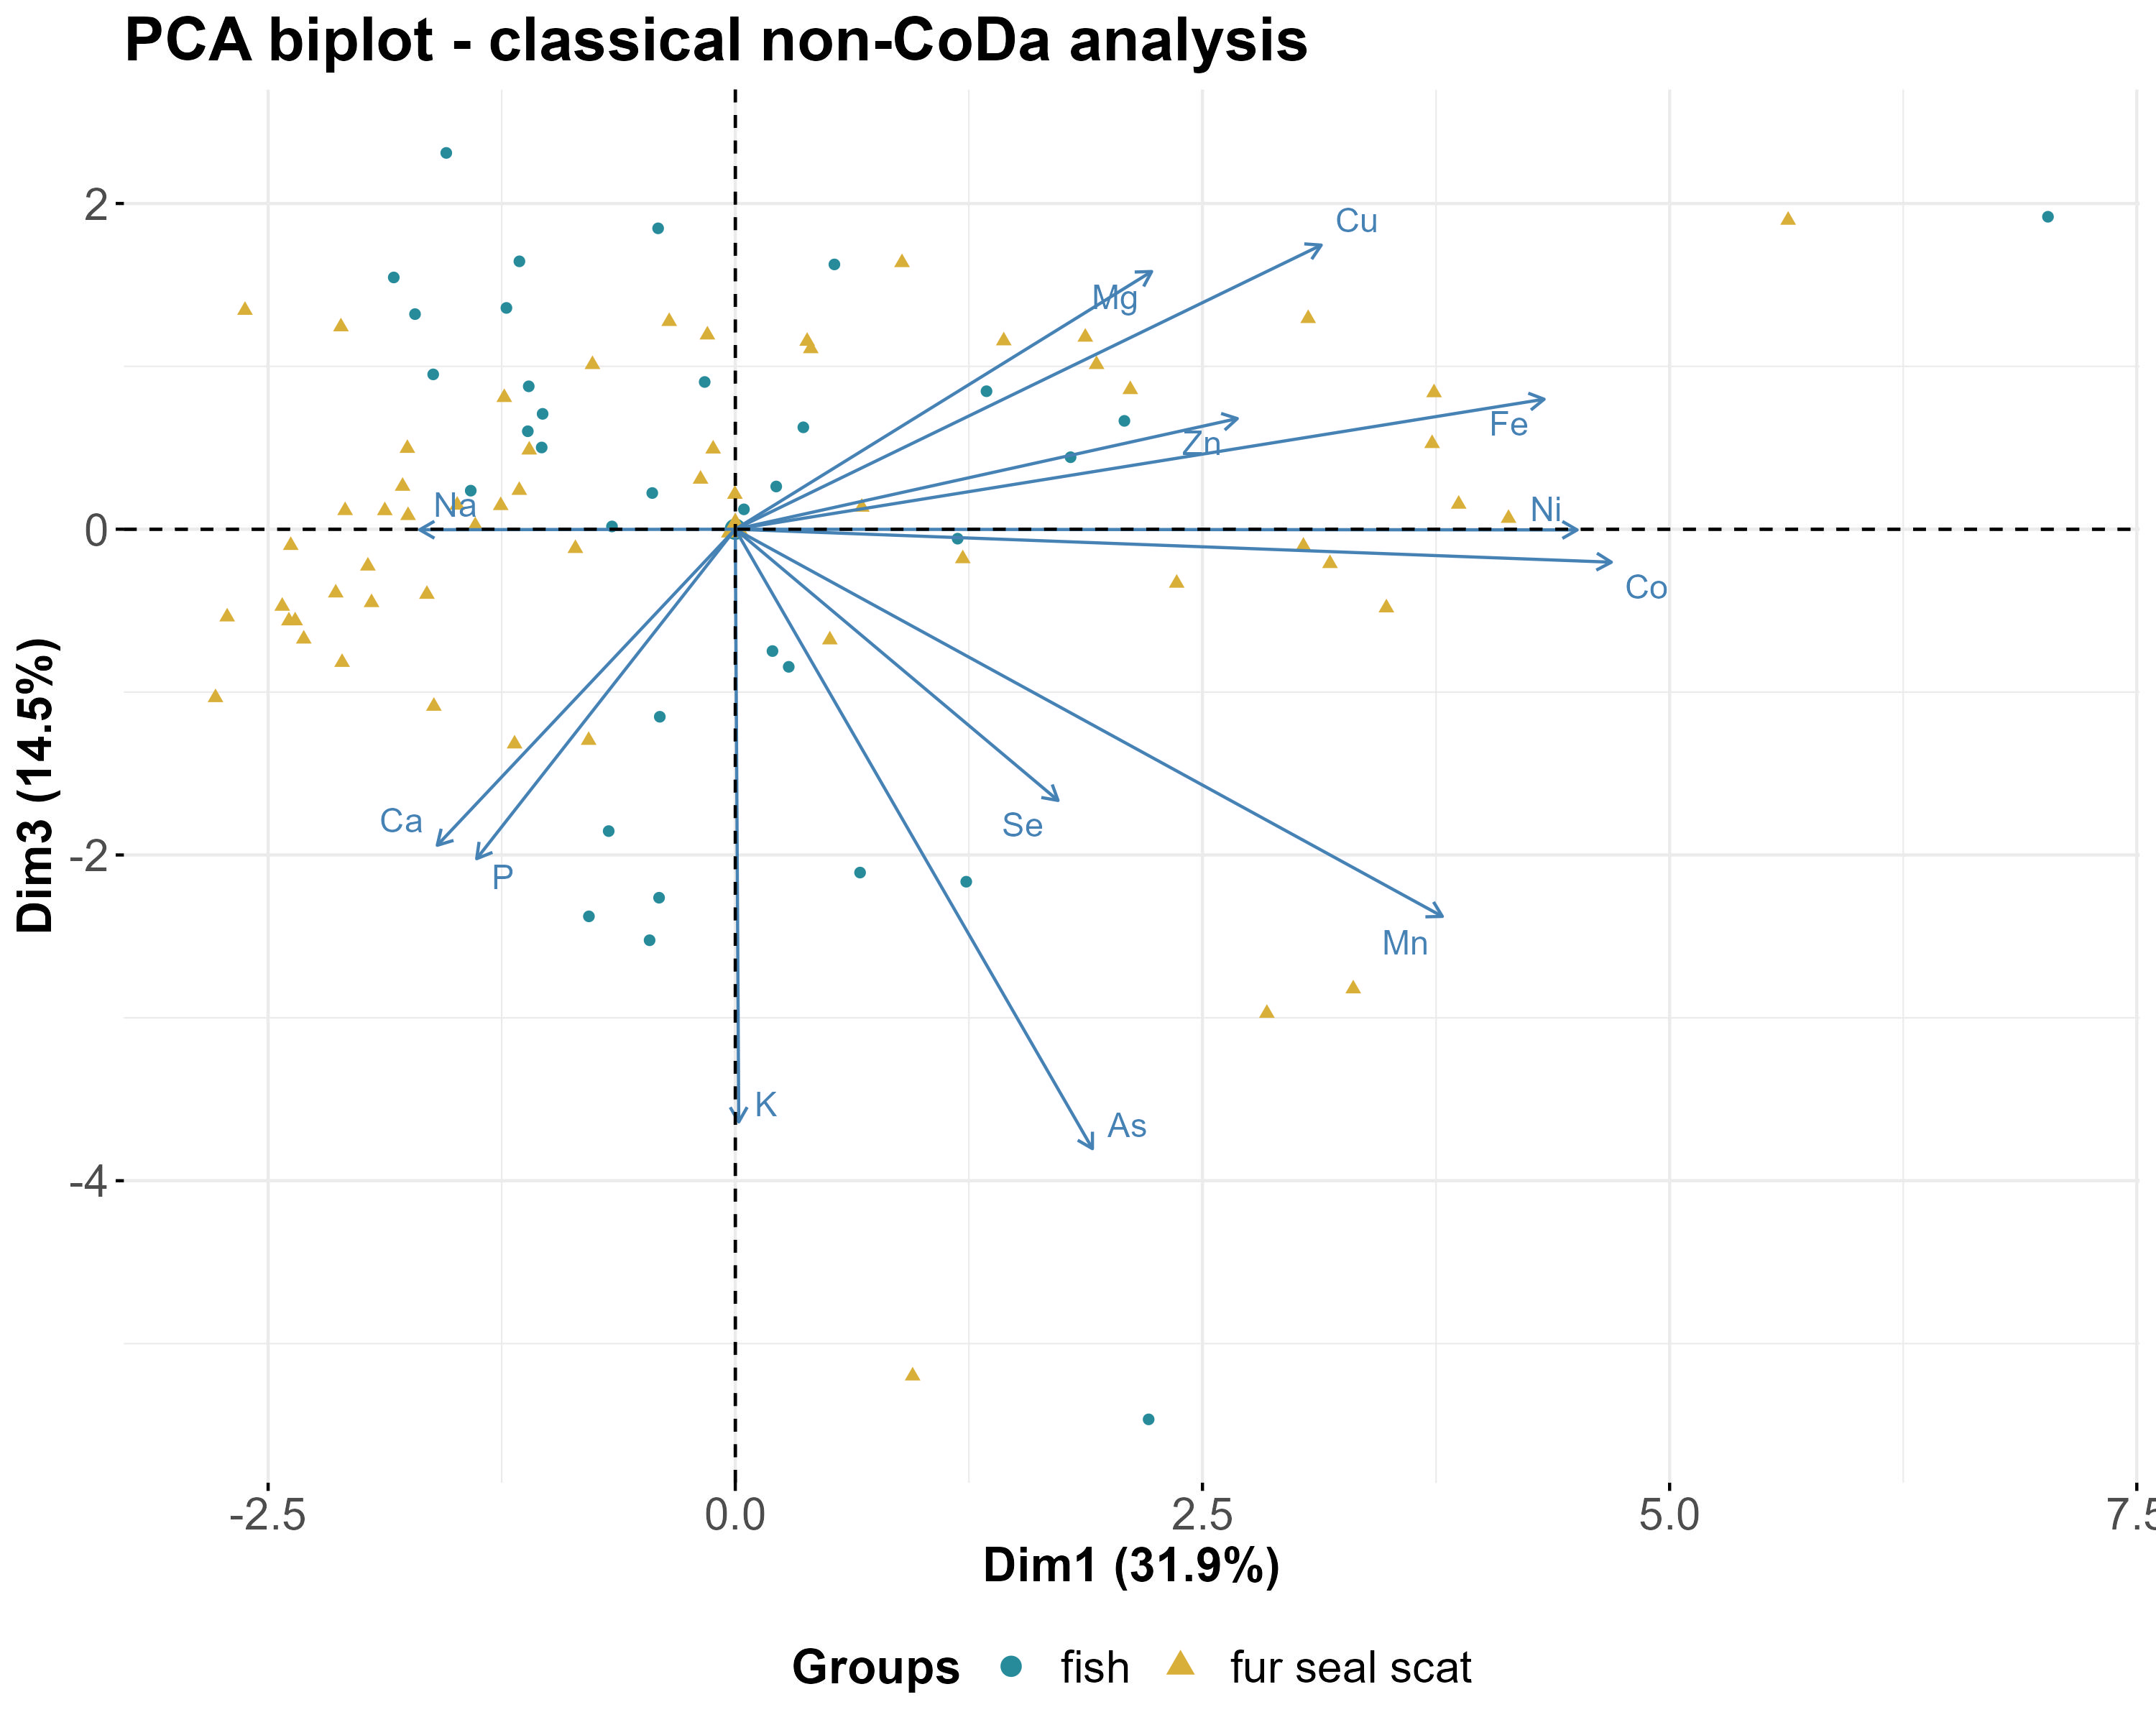 PCA biplot - classical non-CoDa analysis
2
0
-2
-4
Dim3 (14.5%)
Cu
Mg
Fe
Zn
Na
Ni
Co
Ca
P
Se
Mn
K
As
-2.5 0.0 2.5 5.0 7.5
Dim1 (31.9%)
Groups fish fur seal scat